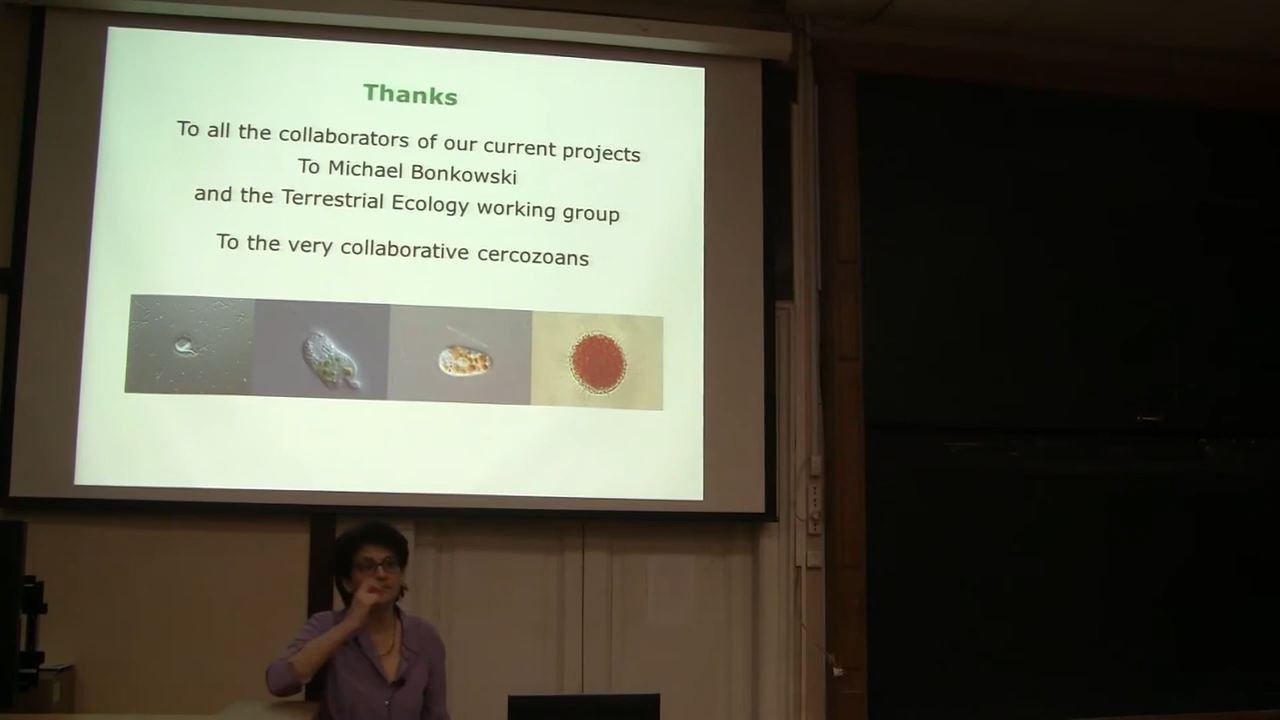 Thanks
To all the collaborators of our current projects
To Michael Bonkowski
and the Terrestrial Ecology working group
To the very collaborative cercozoans